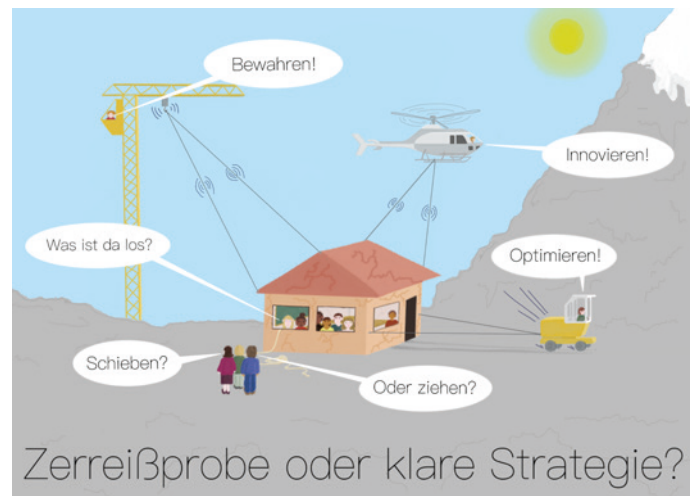 Bewahren!
Innovieren!
Was ist da los?
Optimieren!
Schieben?
Oder ziehen?
Zerreißprobe oder klare Strategie?